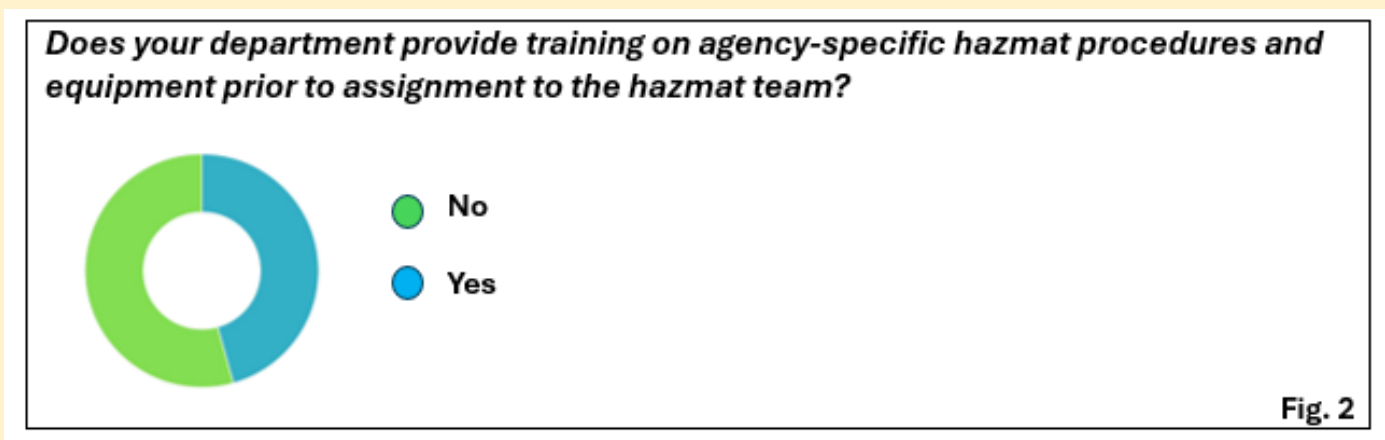 Does your department provide training on agency-specific hazmat procedures and
equipment prior to assignment to the hazmat team?
No
Yes
Fig. 2